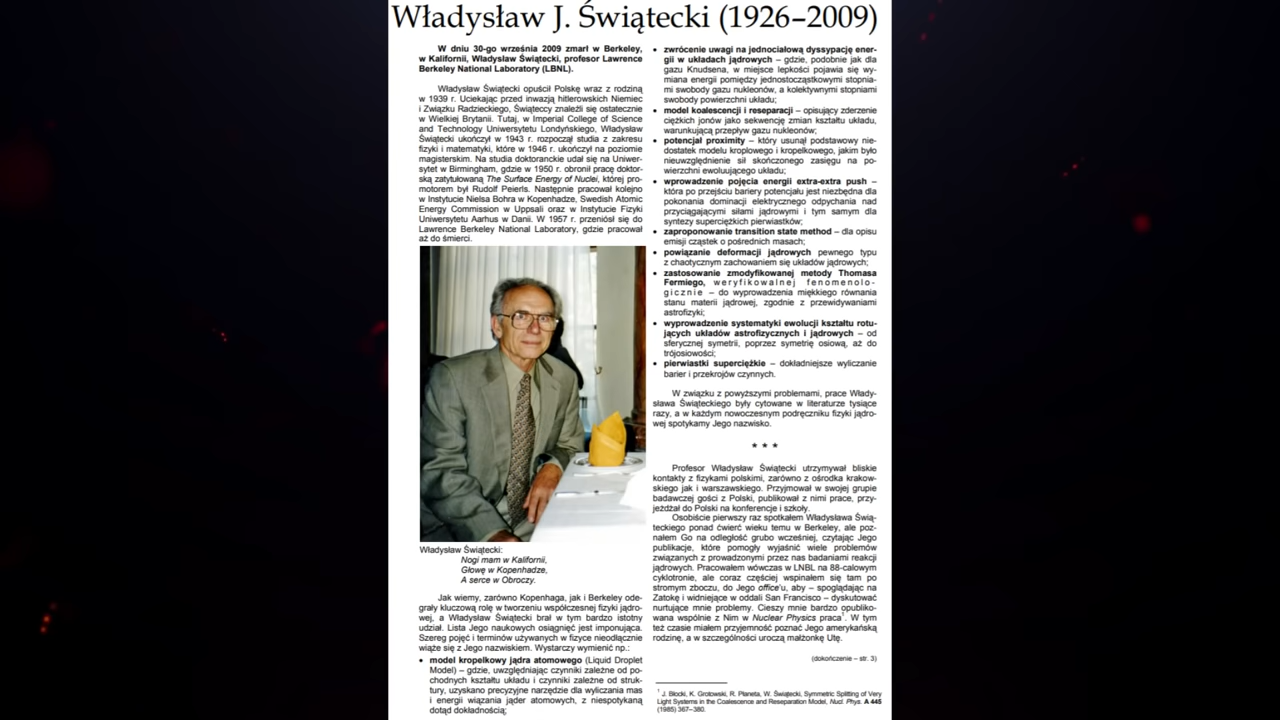 Władysław J. Świątecki (1926–2009)
W dniu 30-go września 2009 zmarł w Berkeley,
w Kalifornii, Władysław Świątecki, profesor Lawrence
Berkeley National Laboratory (LBNL).
Władysław Świątecki opuścił Polskę wraz z rodziną
w 1939 r. Uciekając przed inwazją hitlerowskich Niemiec
i Związku Radzieckiego, Świąteccy znaleźli się ostatecznie
w Wielkiej Brytanii. Tutaj, w Imperial College of Science
and Technology Uniwersytetu Londyńskiego, Władysław
Świątecki ukończył w 1943 r. rozpoczął studia z zakresu
fizyki i matematyki, które w 1946 r. ukończył na poziomie
magisterskim. Na studia doktoranckie udał się na Uniwer-
sytet w Birmingham, gdzie w 1950 r. obronił pracę doktor-
ską zatytułowaną The Surface Energy of Nuclei, której pro-
motorem był Rudolf Peierls. Następnie pracował kolejno
w Instytucie Nielsa Bohra w Kopenhadze, Swedish Atomic
Energy Commission w Uppsali oraz w Instytucie Fizyki
Uniwersytetu Aarhus w Danii. W 1957 r. przeniósł się do
Lawrence Berkeley National Laboratory, gdzie pracował
aż do śmierci.
Władysław Świątecki:
Nogi mam w Kalifornii,
Głowę w Kopenhadze,
A serce w Obroczy.
Jak wiemy, zarówno Kopenhaga, jak i Berkeley ode-
grały kluczową rolę w tworzeniu współczesnej fizyki jądro-
wej, a Władysław Świątecki brał w tym bardzo istotny
udział. Lista Jego naukowych osiągnięć jest imponująca.
Szereg pojęć i terminów używanych w fizyce nieodłącznie
wiąże się z Jego nazwiskiem. Wystarczy wymienić np.:
• model kropelkowy jądra atomowego (Liquid Droplet
Model) – gdzie, uwzględniając czynniki zależne od po-
chodnych kształtu układu i czynniki zależne od struk-
tury, uzyskano precyzyjne narzędzie dla wyliczania mas
i energii wiązania jąder atomowych, z niespotykaną
dotąd dokładnością;
• zwrócenie uwagi na jednociałową dyssypację ener-
gii w układach jądrowych – gdzie, podobnie jak dla
gazu Knudsena, w miejsce lepkości pojawia się wy-
miana energii pomiędzy jednostocząstkowymi stopnia-
mi swobody gazu nukleonów, a kolektywnymi stopniami
swobody powierzchni układu;
• model koalescencji i reseparacji – opisujący zderzenie
ciężkich jonów jako sekwencję zmian kształtu układu,
warunkującą przepływ gazu nukleonów;
• potencjał proximity – który usunął podstawowy nie-
dostatek modelu kroplowego i kropelkowego, jakim było
nieuwzględnienie sił skończonego zasięgu na po-
wierzchni ewoluującego układu;
• wprowadzenie pojęcia energii extra-extra push –
która po przejściu bariery potencjału jest niezbędna dla
pokonania dominacji elektrycznego odpychania nad
przyciągającymi siłami jądrowymi i tym samym dla
syntezy superciężkich pierwiastków;
• zaproponowanie transition state method – dla opisu
emisji cząstek o pośrednich masach;
• powiązanie deformacji jądrowych pewnego typu
z chaotycznym zachowaniem się układów jądrowych;
• zastosowanie zmodyfikowanej metody Thomasa
Fermiego, weryfikowalnej fenomenolo-
gicznie – do wyprowadzenia miękkiego równania
stanu materii jądrowej, zgodnie z przewidywaniami
astrofizyki;
• wyprowadzenie systematyki ewolucji kształtu rotu-
jących układów astrofizycznych i jądrowych – od
sferycznej symetrii, poprzez symetrię osiową, aż do
trójosiowości;
• pierwiastki superciężkie – dokładniejsze wyliczanie
barier i przekrojów czynnych.
W związku z powyższymi problemami, prace Włady-
sława Świąteckiego były cytowane w literaturze tysiące
razy, a w każdym nowoczesnym podręczniku fizyki jądro-
wej spotykamy Jego nazwisko.
* * *
Profesor Władysław Świątecki utrzymywał bliskie
kontakty z fizykami polskimi, zarówno z ośrodka krakow-
skiego jak i warszawskiego. Przyjmował w swojej grupie
badawczej gości z Polski, publikował z nimi prace, przy-
jeżdżał do Polski na konferencje i szkoły.
Osobiście pierwszy raz spotkałem Władysława Świą-
teckiego ponad ćwierć wieku temu w Berkeley, ale poz-
nałem Go na odległość grubo wcześniej, czytając Jego
publikacje, które pomogły wyjaśnić wiele problemów
związanych z prowadzonymi przez nas badaniami reakcji
jądrowych. Pracowałem wówczas w LNBL na 88-calowym
cyklotronie, ale coraz częściej wspinałem się tam po
stromym zboczu, do Jego office'u, aby – spoglądając na
Zatokę i widniejące w oddali San Francisco – dyskutować
nurtujące mnie problemy. Cieszy mnie bardzo opubliko-
wana wspólnie z Nim w Nuclear Physics praca1. W tym
też czasie miałem przyjemność poznać Jego amerykańską
rodzinę, a w szczególności uroczą małżonkę Utę.
(dokończenie – str. 3)
1 J. Błocki, K. Grotowski, R. Płaneta, W. Świątecki, Symmetric Splitting of Very
Light Systems in the Coalescence and Reseparation Model, Nucl. Phys. A 445
(1985) 367–380.